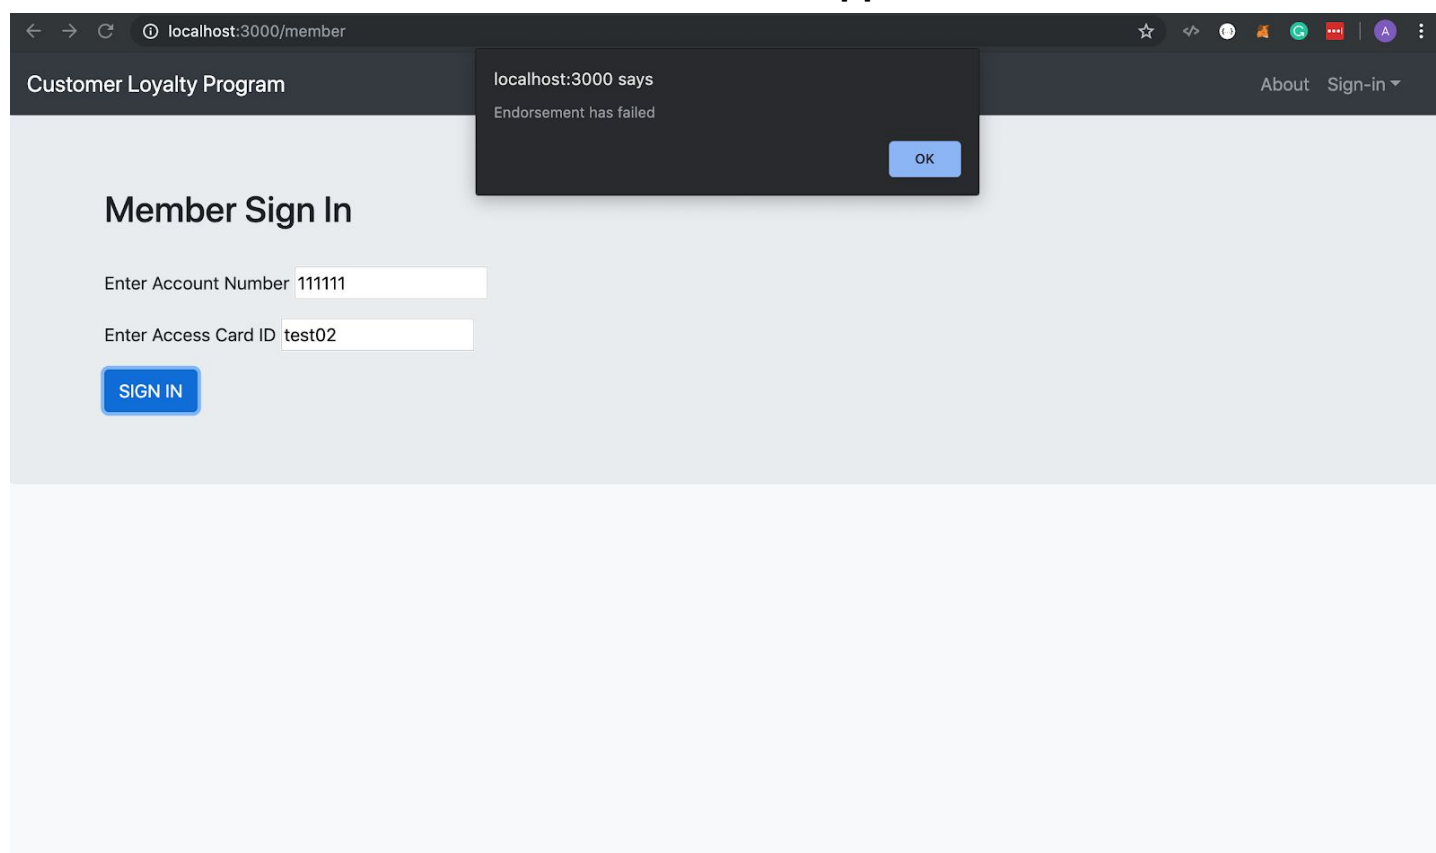 localhost:3000/member
A
Customer Loyalty Program
About Sign-in
localhost:3000 says
Endorsement has failed
OK
Member Sign In
Enter Account Number 111111
Enter Access Card ID test02
SIGN IN